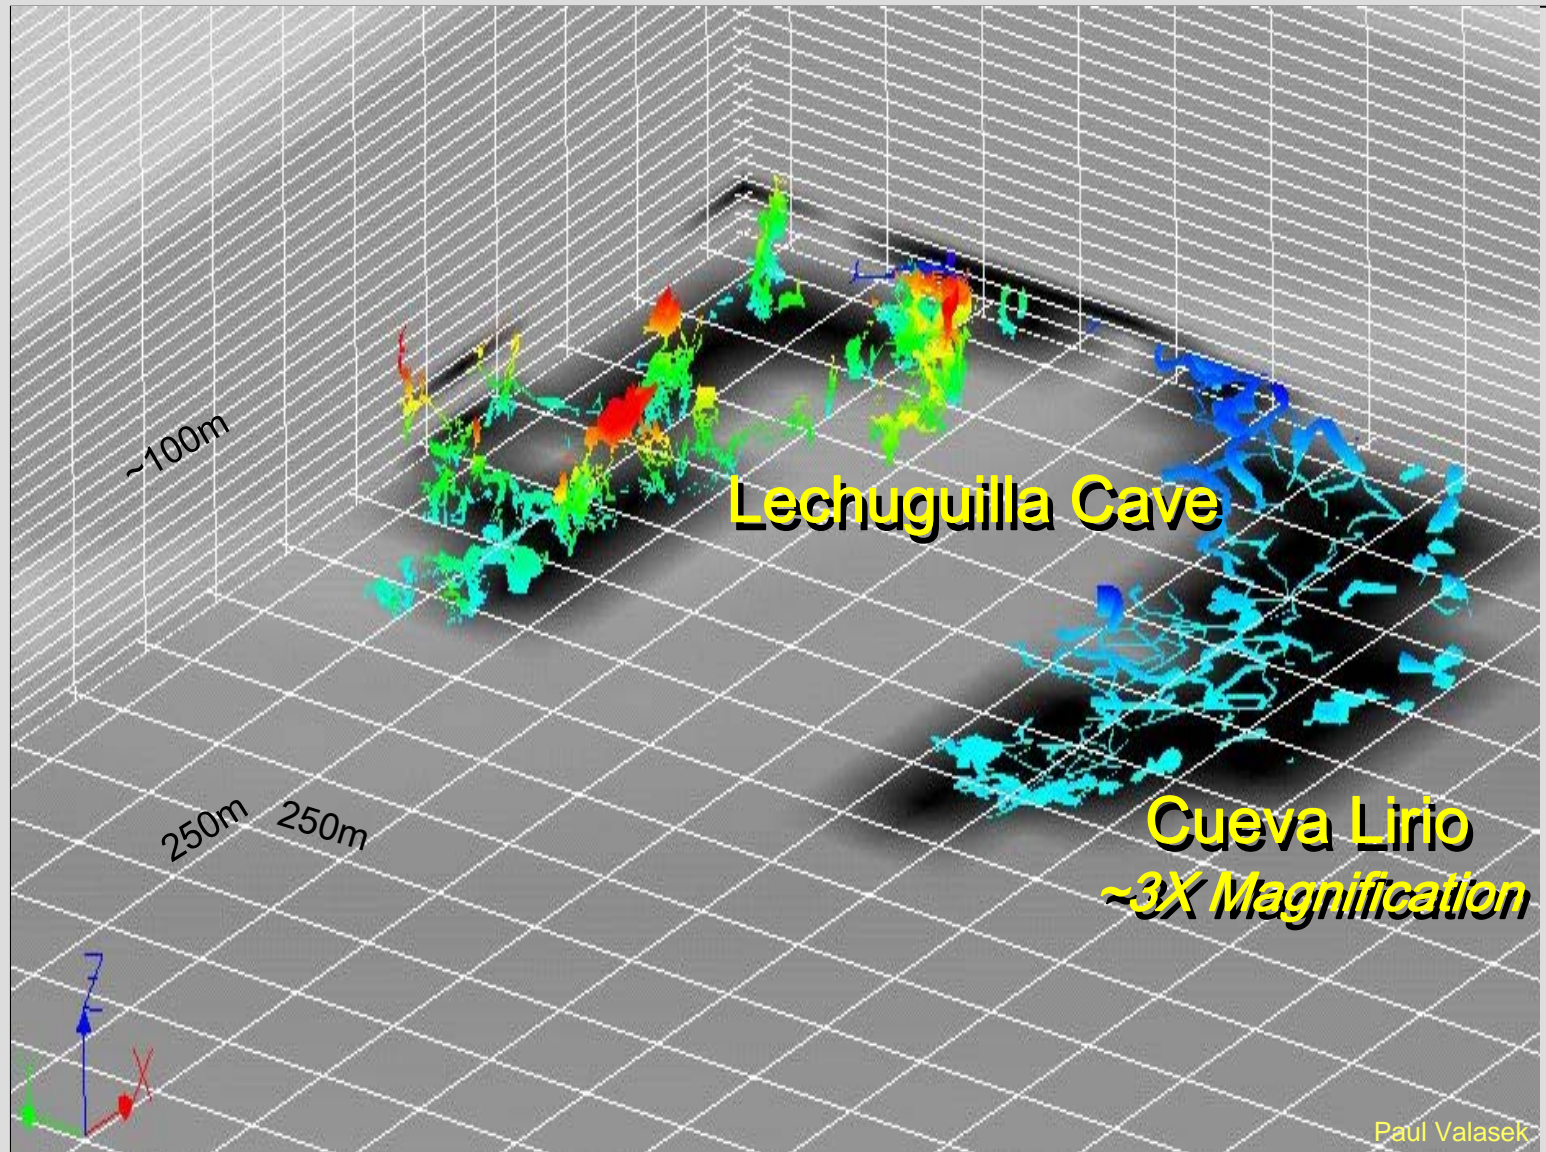 ~100m
Lechuguilla Cave
250m 250m
Cueva Lirio
~3X Magnification
Z
Y
X
Paul Valasek